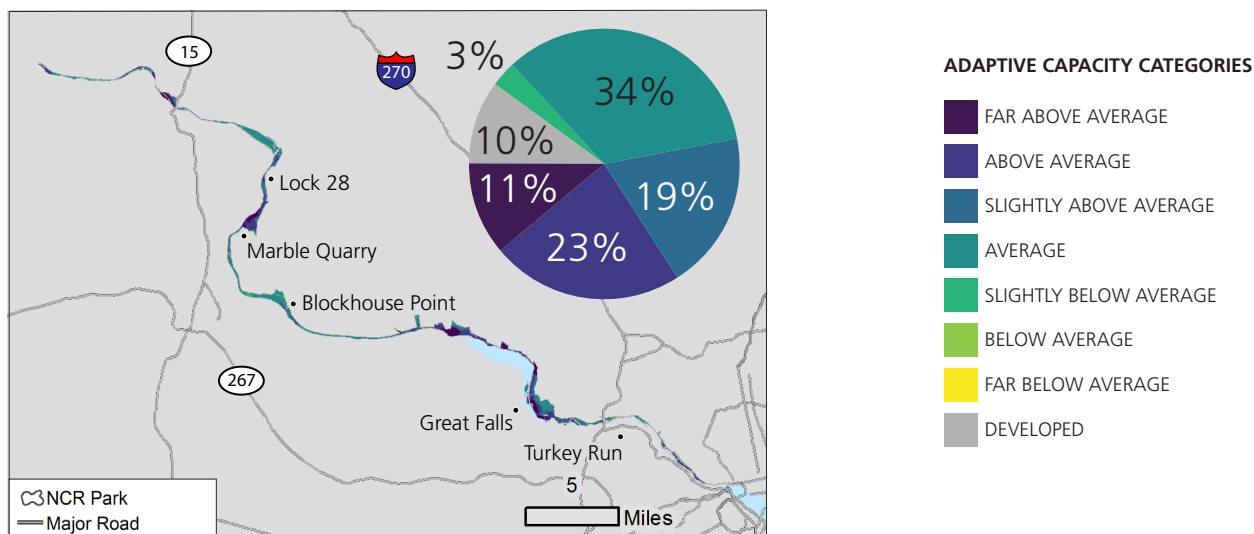 15
270
3%
34%
10%
11%
19%
23%
Lock 28
Marble Quarry
Blockhouse Point
267
Great Falls
Turkey Run
5
Miles
NCR Park
Major Road
ADAPTIVE CAPACITY CATEGORIES
FAR ABOVE AVERAGE
ABOVE AVERAGE
SLIGHTLY ABOVE AVERAGE
AVERAGE
SLIGHTLY BELOW AVERAGE
BELOW AVERAGE
FAR BELOW AVERAGE
DEVELOPED